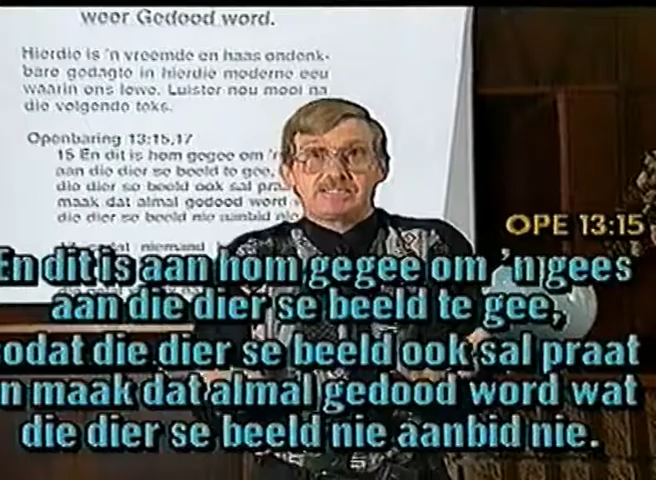 weer Gedood word.
Hierdie is 'n vreemde en haas ondenk-
bare gedagte in hierdie moderne eeu
waarin ons lewe. Luister nou mooi na
die volgende teks.
Openbaring 13:15,17
15 En dit is hom gegee om 'n
aan die dier se beeld te gee,
die dier se beeld ook sal
maak dat almal gedood word
die dier se beeld nie aanbid nie
niemand
OPE 13:15
En dit is aan hom gegee om 'n gees
aan die dier se beeld te gee,
odat die dier se beeld ook sal praat
n maak dat almal gedood word wat
die dier se beeld nie aanbid nie.